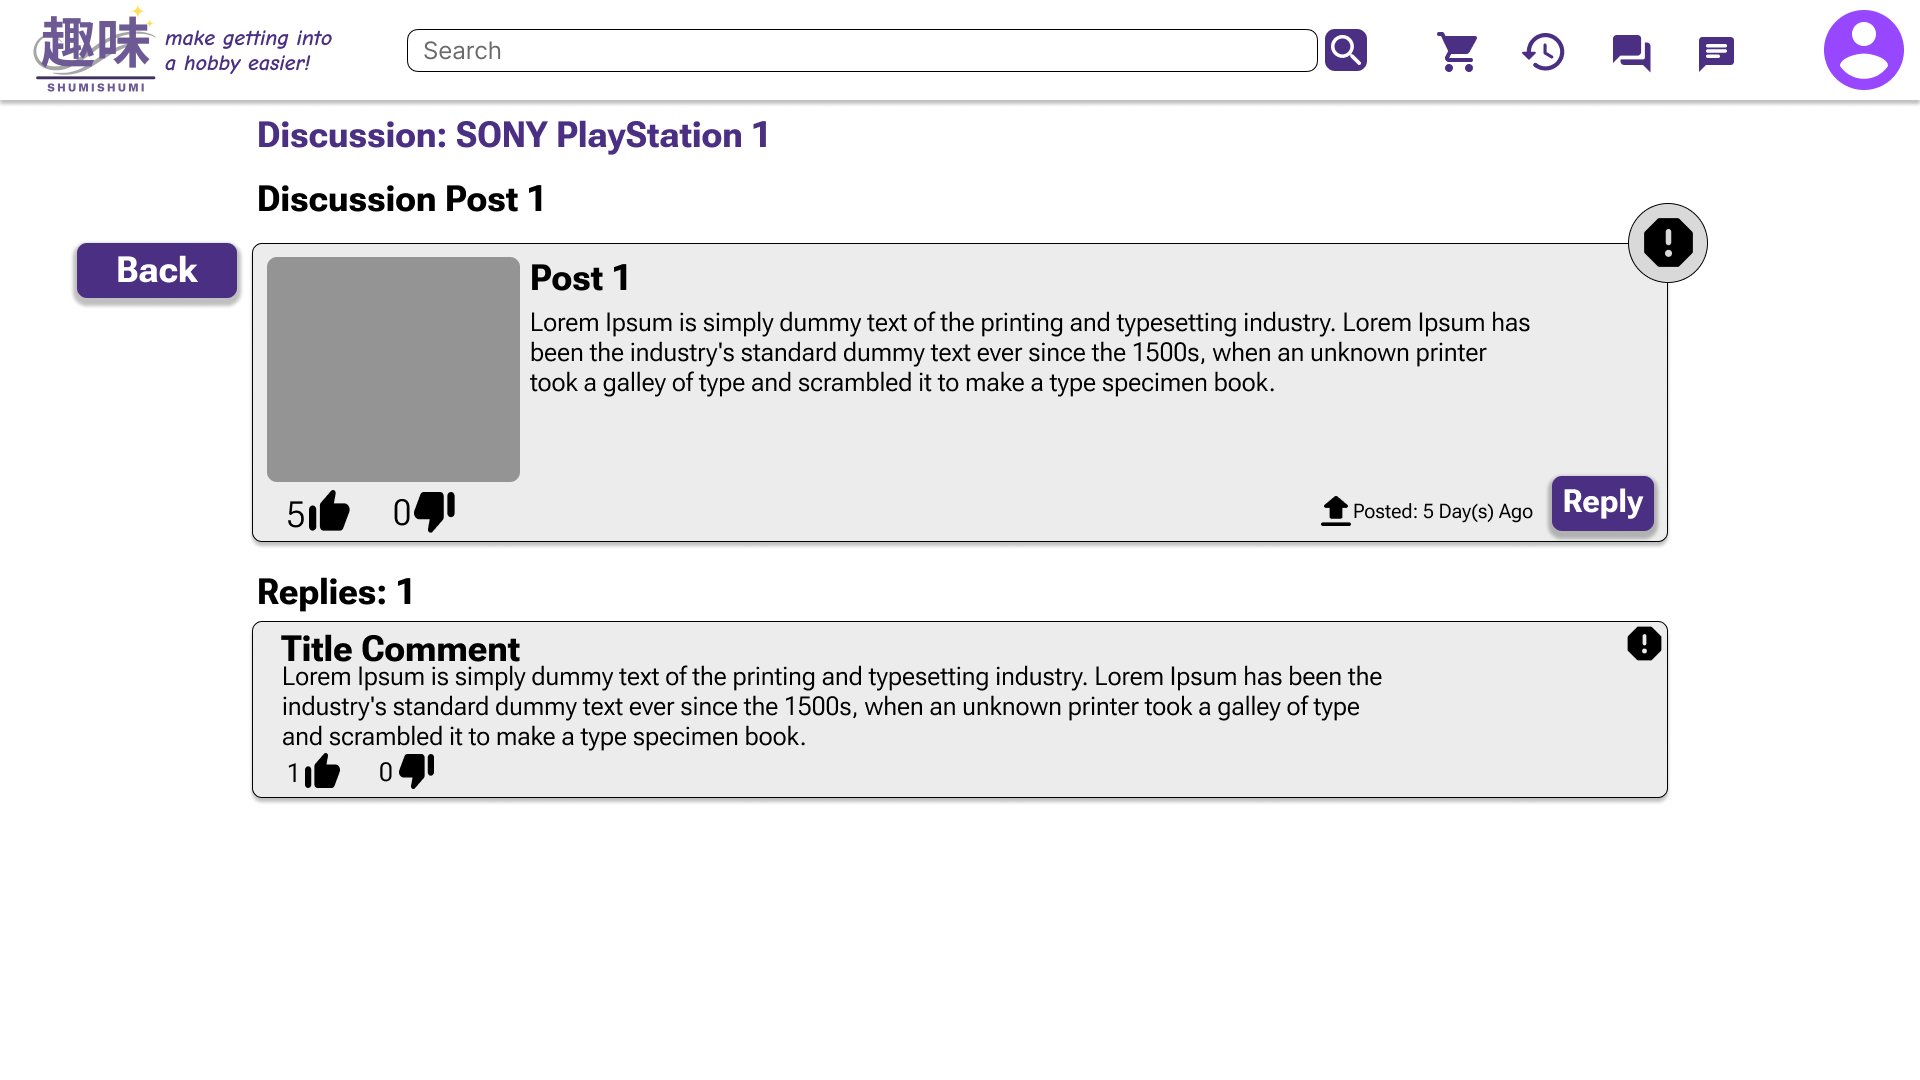 趣味
SHUMISHUMI
make getting into
a hobby easier!
Search
Discussion: SONY PlayStation 1
Discussion Post 1
Back
Post 1
Lorem Ipsum is simply dummy text of the printing and typesetting industry. Lorem Ipsum has
been the industry's standard dummy text ever since the 1500s, when an unknown printer
took a galley of type and scrambled it to make a type specimen book.
5 0 Posted: 5 Day(s) Ago Reply
Replies: 1
Title Comment
Lorem Ipsum is simply dummy text of the printing and typesetting industry. Lorem Ipsum has been the
industry's standard dummy text ever since the 1500s, when an unknown printer took a galley of type
and scrambled it to make a type specimen book.
1 0